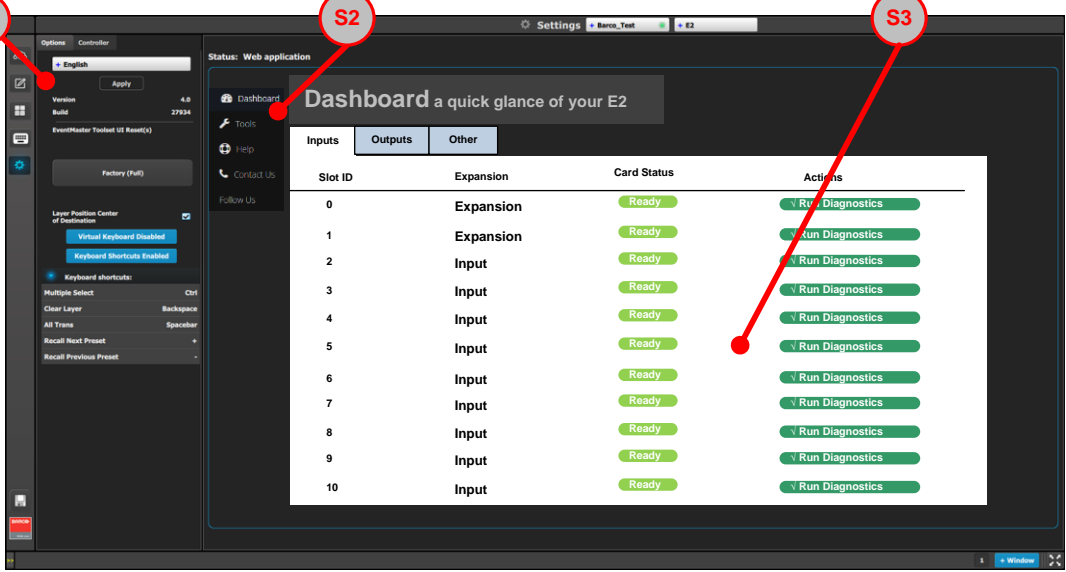 S2
S3
Settings + Barco_Test + E2
Options Controller
+ English
Apply
Version 4.0
Build 27934
EventMaster Toolset UI Reset(s)
Factory (Full)
Layer Position Center
of Destination
Virtual Keyboard Disabled
Keyboard Shortcuts Enabled
Keyboard shortcuts:
Multiple Select Ctrl
Clear Layer Backspace
All Trans Spacebar
Recall Next Preset +
Recall Previous Preset -
Status: Web application
Dashboard
Tools
Help
Contact Us
Follow Us
Dashboard a quick glance of your E2
Inputs Outputs Other
Slot ID Expansion Card Status Actions
0 Expansion Ready √ Run Diagnostics
1 Expansion Ready √ Run Diagnostics
2 Input Ready √ Run Diagnostics
3 Input Ready √ Run Diagnostics
4 Input Ready √ Run Diagnostics
5 Input Ready √ Run Diagnostics
6 Input Ready √ Run Diagnostics
7 Input Ready √ Run Diagnostics
8 Input Ready √ Run Diagnostics
9 Input Ready √ Run Diagnostics
10 Input Ready √ Run Diagnostics
BARCO
1 + Window